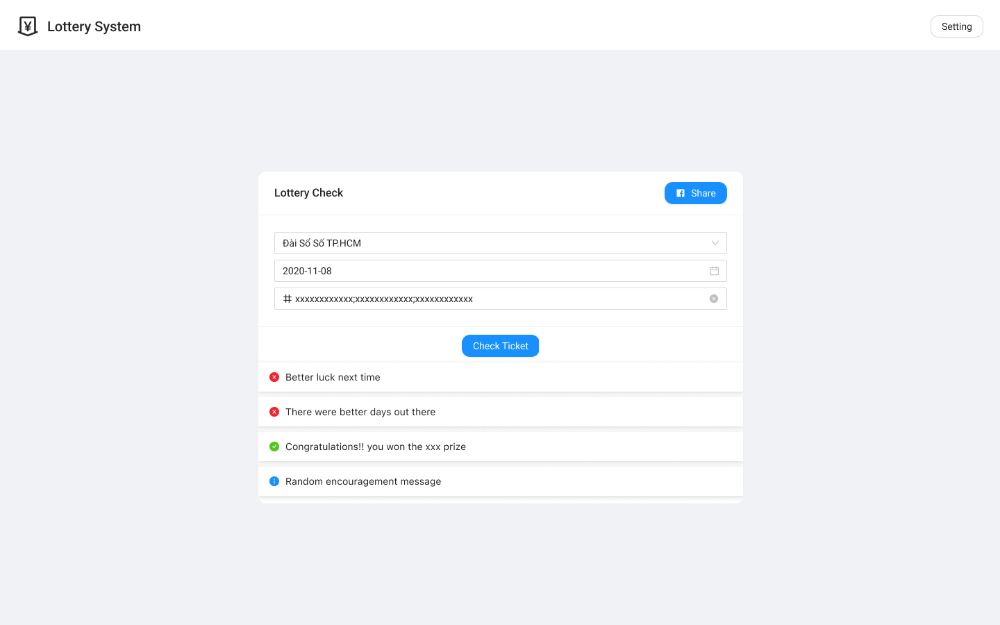 Lottery System
Setting
Lottery Check
Share
Đài Sổ Số TP.HCM
2020-11-08
# xxxxxxxxxxxx;xxxxxxxxxxxx;xxxxxxxxxxxx
Check Ticket
Better luck next time
There were better days out there
Congratulations!! you won the xxx prize
Random encouragement message